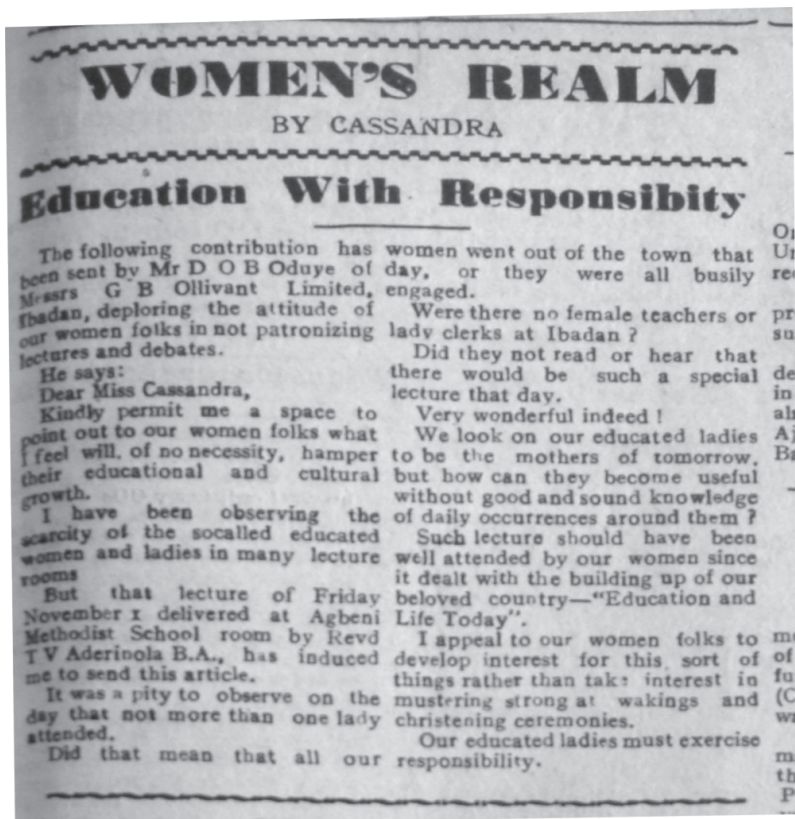 WOMEN'S REALM
BY CASSANDRA
Education With Responsibity
The following contribution has
been sent by Mr D O B Oduye of
Messrs G B Ollivant Limited,
Ibadan, deploring the attitude of
our women folks in not patronizing
lectures and debates.
He says:
Dear Miss Cassandra,
Kindly permit me a space to
point out to our women folks what
I feel will, of no necessity, hamper
their educational and cultural
growth.
I have been observing the
scarcity of the socalled educated
women and ladies in many lecture
rooms
But that lecture of Friday
November 1 delivered at Agbeni
Methodist School room by Revd
T V Aderinola B.A., has induced
me to send this article.
It was a pity to observe on the
day that not more than one lady
attended.
Did that mean that all our
women went out of the town that
day, or they were all busily
engaged.
Were there no female teachers or
lady clerks at Ibadan ?
Did they not read or hear that
there would be such a special
lecture that day.
Very wonderful indeed !
We look on our educated ladies
to be the mothers of tomorrow,
but how can they become useful
without good and sound knowledge
of daily occurrences around them ?
Such lecture should have been
well attended by our women since
it dealt with the building up of our
beloved country—“Education and
Life Today”.
I appeal to our women folks to
develop interest for this sort of
things rather than take interest in
mustering strong at wakings and
christening ceremonies.
Our educated ladies must exercise
responsibility.